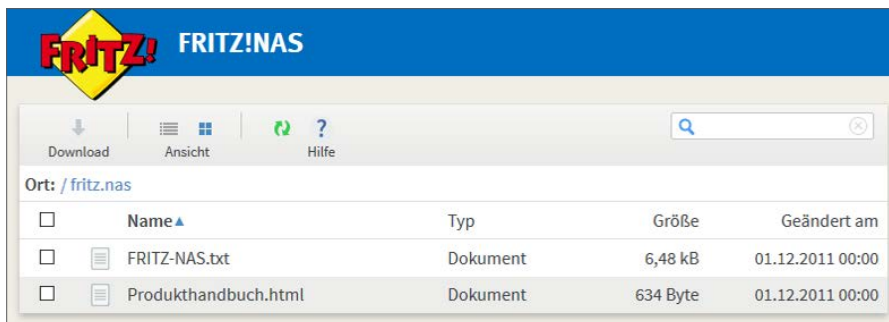 FRITZ! FRITZ!NAS
Download Ansicht ? Hilfe
Ort: / fritz.nas
Name▲ Typ Größe Geändert am
FRITZ-NAS.txt Dokument 6,48 kB 01.12.2011 00:00
Produkthandbuch.html Dokument 634 Byte 01.12.2011 00:00